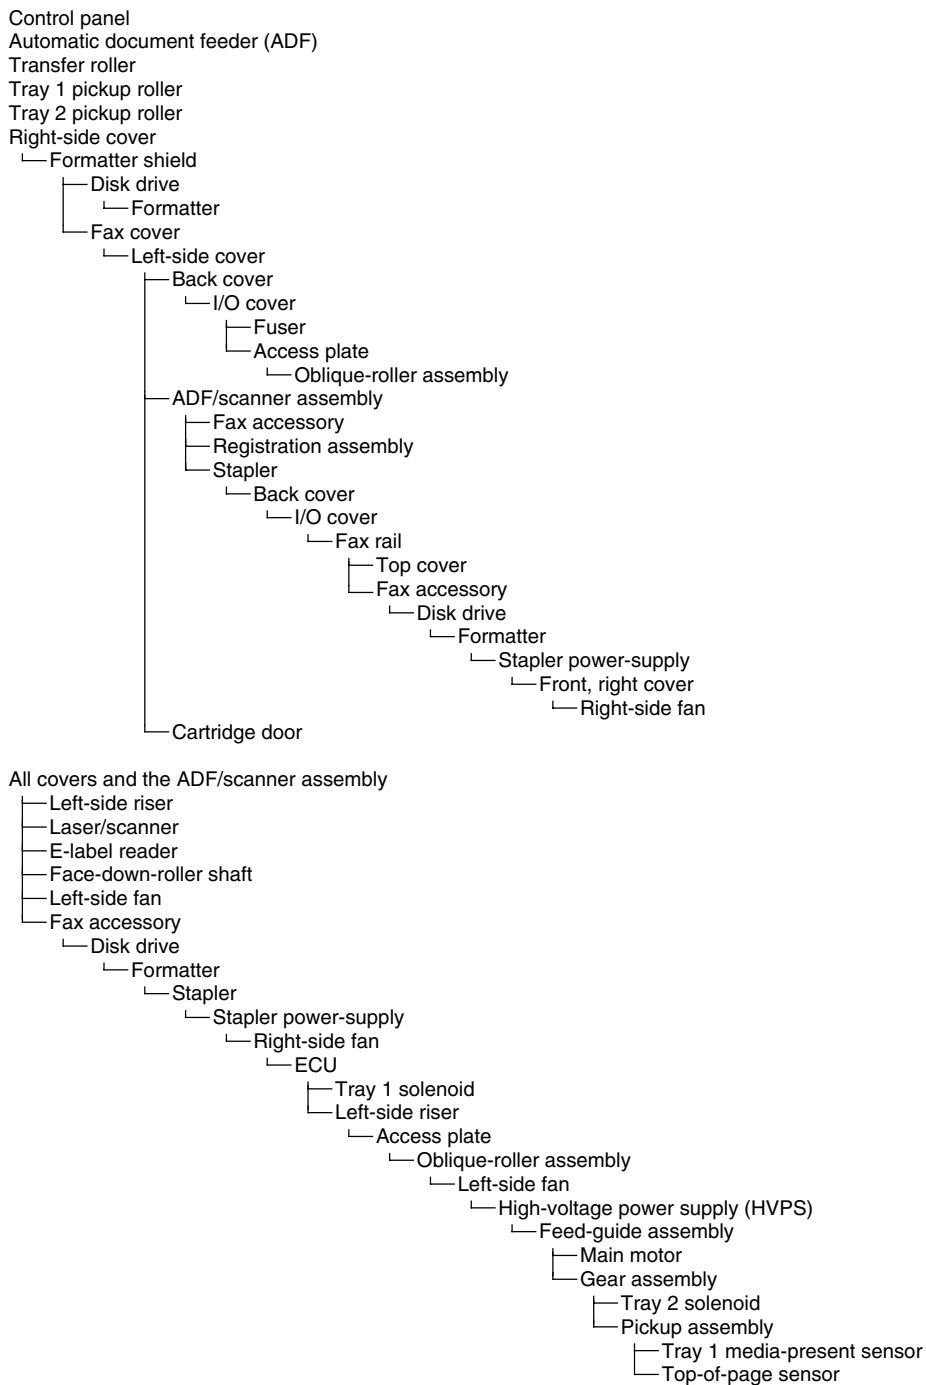 Control panel
Automatic document feeder (ADF)
Transfer roller
Tray 1 pickup roller
Tray 2 pickup roller
Right-side cover
Formatter shield
Disk drive
Formatter
Fax cover
Left-side cover
Back cover
I/O cover
Fuser
Access plate
Oblique-roller assembly
ADF/scanner assembly
Fax accessory
Registration assembly
Stapler
Back cover
I/O cover
Fax rail
Top cover
Fax accessory
Disk drive
Formatter
Stapler power-supply
Front, right cover
Right-side fan
Cartridge door
All covers and the ADF/scanner assembly
Left-side riser
Laser/scanner
E-label reader
Face-down-roller shaft
Left-side fan
Fax accessory
Disk drive
Formatter
Stapler
Stapler power-supply
Right-side fan
ECU
Tray 1 solenoid
Left-side riser
Access plate
Oblique-roller assembly
Left-side fan
High-voltage power supply (HVPS)
Feed-guide assembly
Main motor
Gear assembly
Tray 2 solenoid
Pickup assembly
Tray 1 media-present sensor
Top-of-page sensor